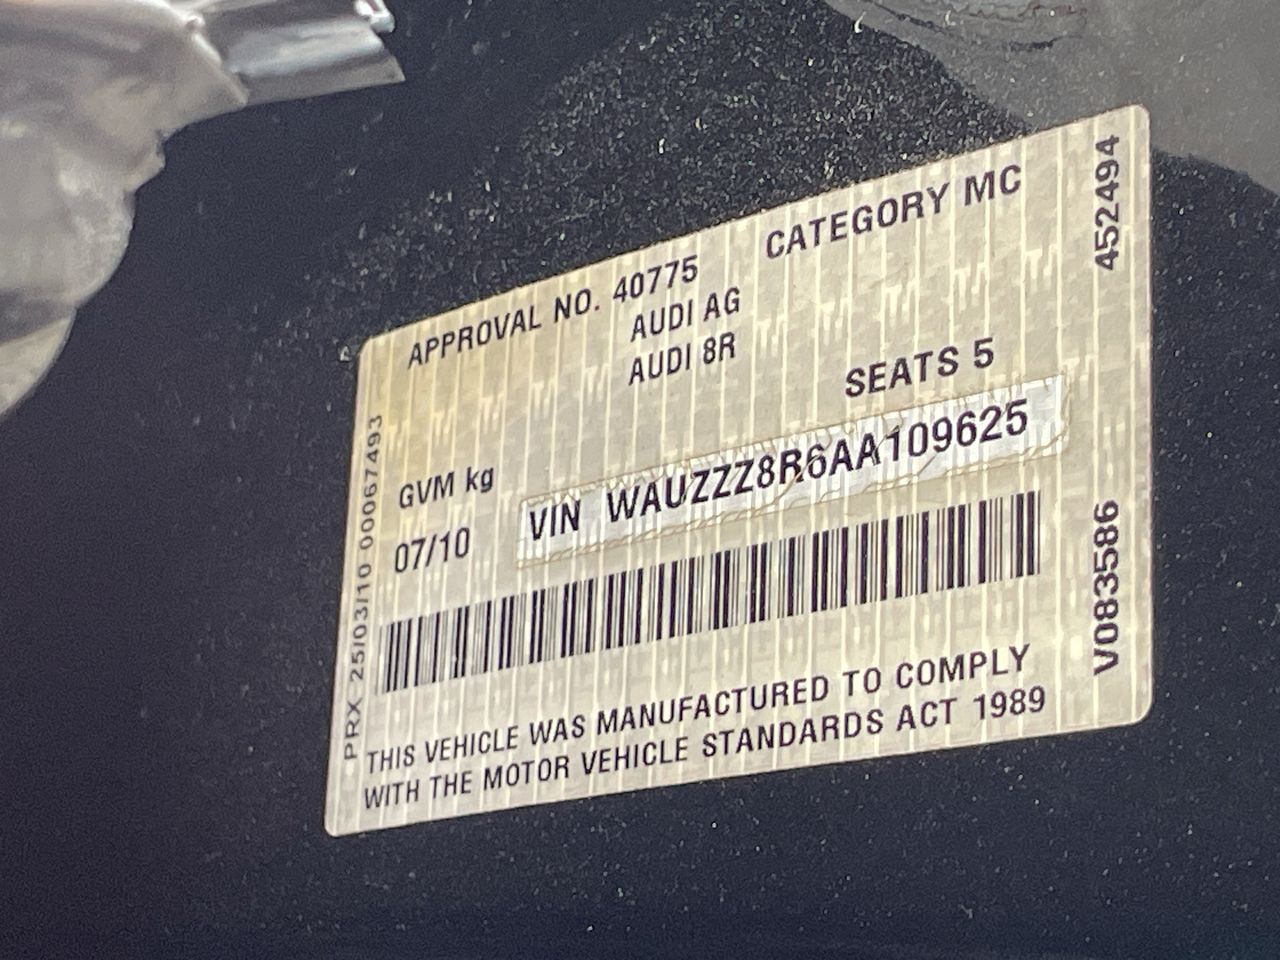 APPROVAL NO. 40775 CATEGORY MC
AUDI AG
AUDI 8R
SEATS 5
GVM kg
07/10
VIN WAUZZZ8R6AA109625
THIS VEHICLE WAS MANUFACTURED TO COMPLY
WITH THE MOTOR VEHICLE STANDARDS ACT 1989
PRX 25/03/10 00067493
452494
V083586